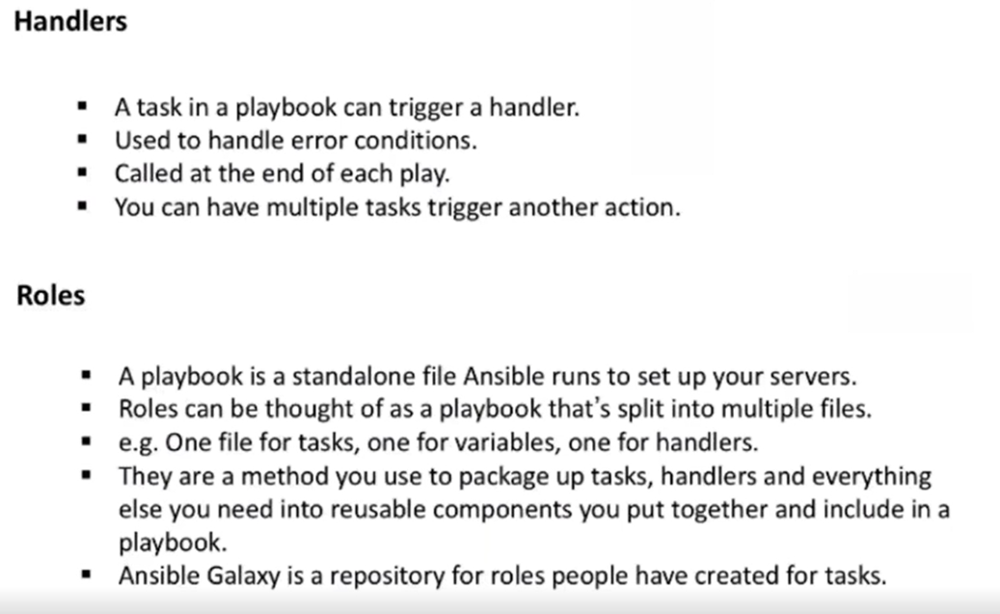 Handlers
▪ A task in a playbook can trigger a handler.
▪ Used to handle error conditions.
▪ Called at the end of each play.
▪ You can have multiple tasks trigger another action.
Roles
▪ A playbook is a standalone file Ansible runs to set up your servers.
▪ Roles can be thought of as a playbook that's split into multiple files.
▪ e.g. One file for tasks, one for variables, one for handlers.
▪ They are a method you use to package up tasks, handlers and everything
else you need into reusable components you put together and include in a
playbook.
▪ Ansible Galaxy is a repository for roles people have created for tasks.